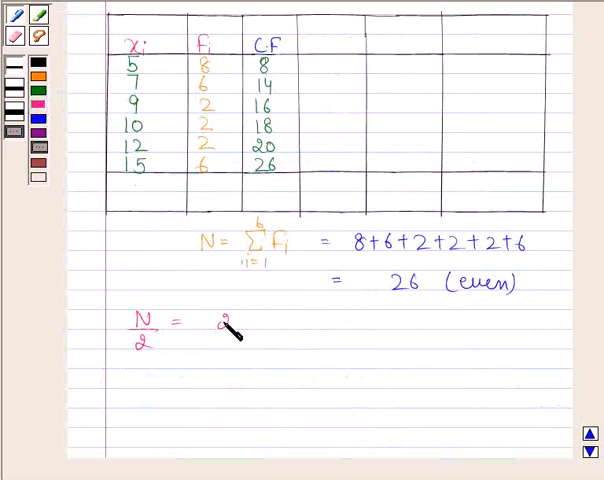 xi fi C.F
5 8 8
7 6 14
9 2 16
10 2 18
12 2 20
15 6 26
N = 6 Σ i=1 fi = 8+6+2+2+2+6
= 26 (even)
N/2 = 2